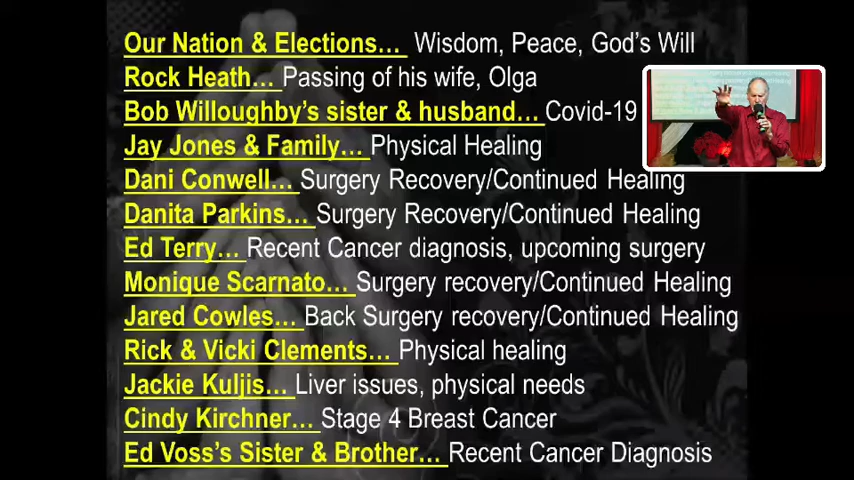 Our Nation & Elections… Wisdom, Peace, God's Will
Rock Heath… Passing of his wife, Olga
Bob Willoughby's sister & husband… Covid-19
Jay Jones & Family… Physical Healing
Dani Conwell… Surgery Recovery/Continued Healing
Danita Parkins… Surgery Recovery/Continued Healing
Ed Terry… Recent Cancer diagnosis, upcoming surgery
Monique Scarnato… Surgery recovery/Continued Healing
Jared Cowles… Back Surgery recovery/Continued Healing
Rick & Vicki Clements… Physical healing
Jackie Kuljis… Liver issues, physical needs
Cindy Kirchner… Stage 4 Breast Cancer
Ed Voss's Sister & Brother… Recent Cancer Diagnosis